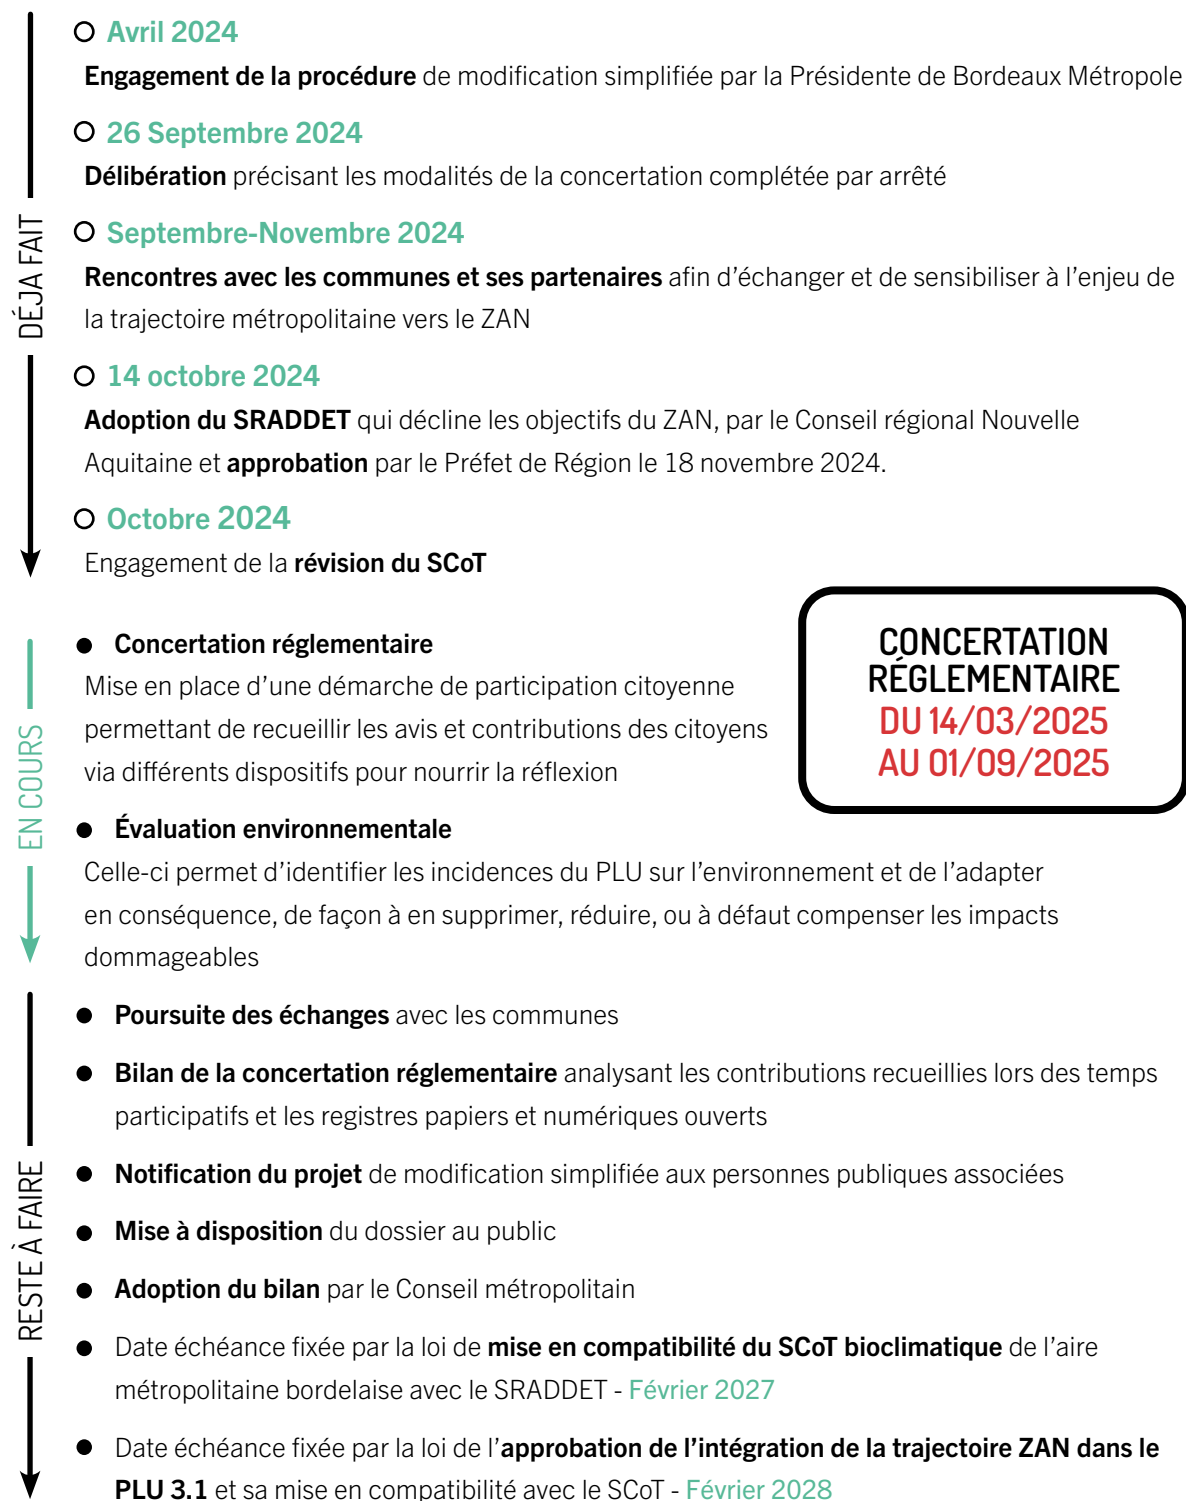 Avril 2024
Engagement de la procédure de modification simplifiée par la Présidente de Bordeaux Métropole
26 Septembre 2024
Délibération précisant les modalités de la concertation complétée par arrêté
DÉJA FAIT
Septembre-Novembre 2024
Rencontres avec les communes et ses partenaires afin d'échanger et de sensibiliser à l'enjeu de
la trajectoire métropolitaine vers le ZAN
14 octobre 2024
Adoption du SRADDET qui décline les objectifs du ZAN, par le Conseil régional Nouvelle
Aquitaine et approbation par le Préfet de Région le 18 novembre 2024.
Octobre 2024
Engagement de la révision du SCoT
EN COURS
Concertation réglementaire
Mise en place d'une démarche de participation citoyenne
permettant de recueillir les avis et contributions des citoyens
via différents dispositifs pour nourrir la réflexion
CONCERTATION
RÉGLEMENTAIRE
DU 14/03/2025
AU 01/09/2025
Évaluation environnementale
Celle-ci permet d'identifier les incidences du PLU sur l'environnement et de l'adapter
en conséquence, de façon à en supprimer, réduire, ou à défaut compenser les impacts
dommageables
RESTE À FAIRE
Poursuite des échanges avec les communes
Bilan de la concertation réglementaire analysant les contributions recueillies lors des temps
participatifs et les registres papiers et numériques ouverts
Notification du projet de modification simplifiée aux personnes publiques associées
Mise à disposition du dossier au public
Adoption du bilan par le Conseil métropolitain
Date échéance fixée par la loi de mise en compatibilité du SCoT bioclimatique de l'aire
métropolitaine bordelaise avec le SRADDET - Février 2027
Date échéance fixée par la loi de l'approbation de l'intégration de la trajectoire ZAN dans le
PLU 3.1 et sa mise en compatibilité avec le SCoT - Février 2028